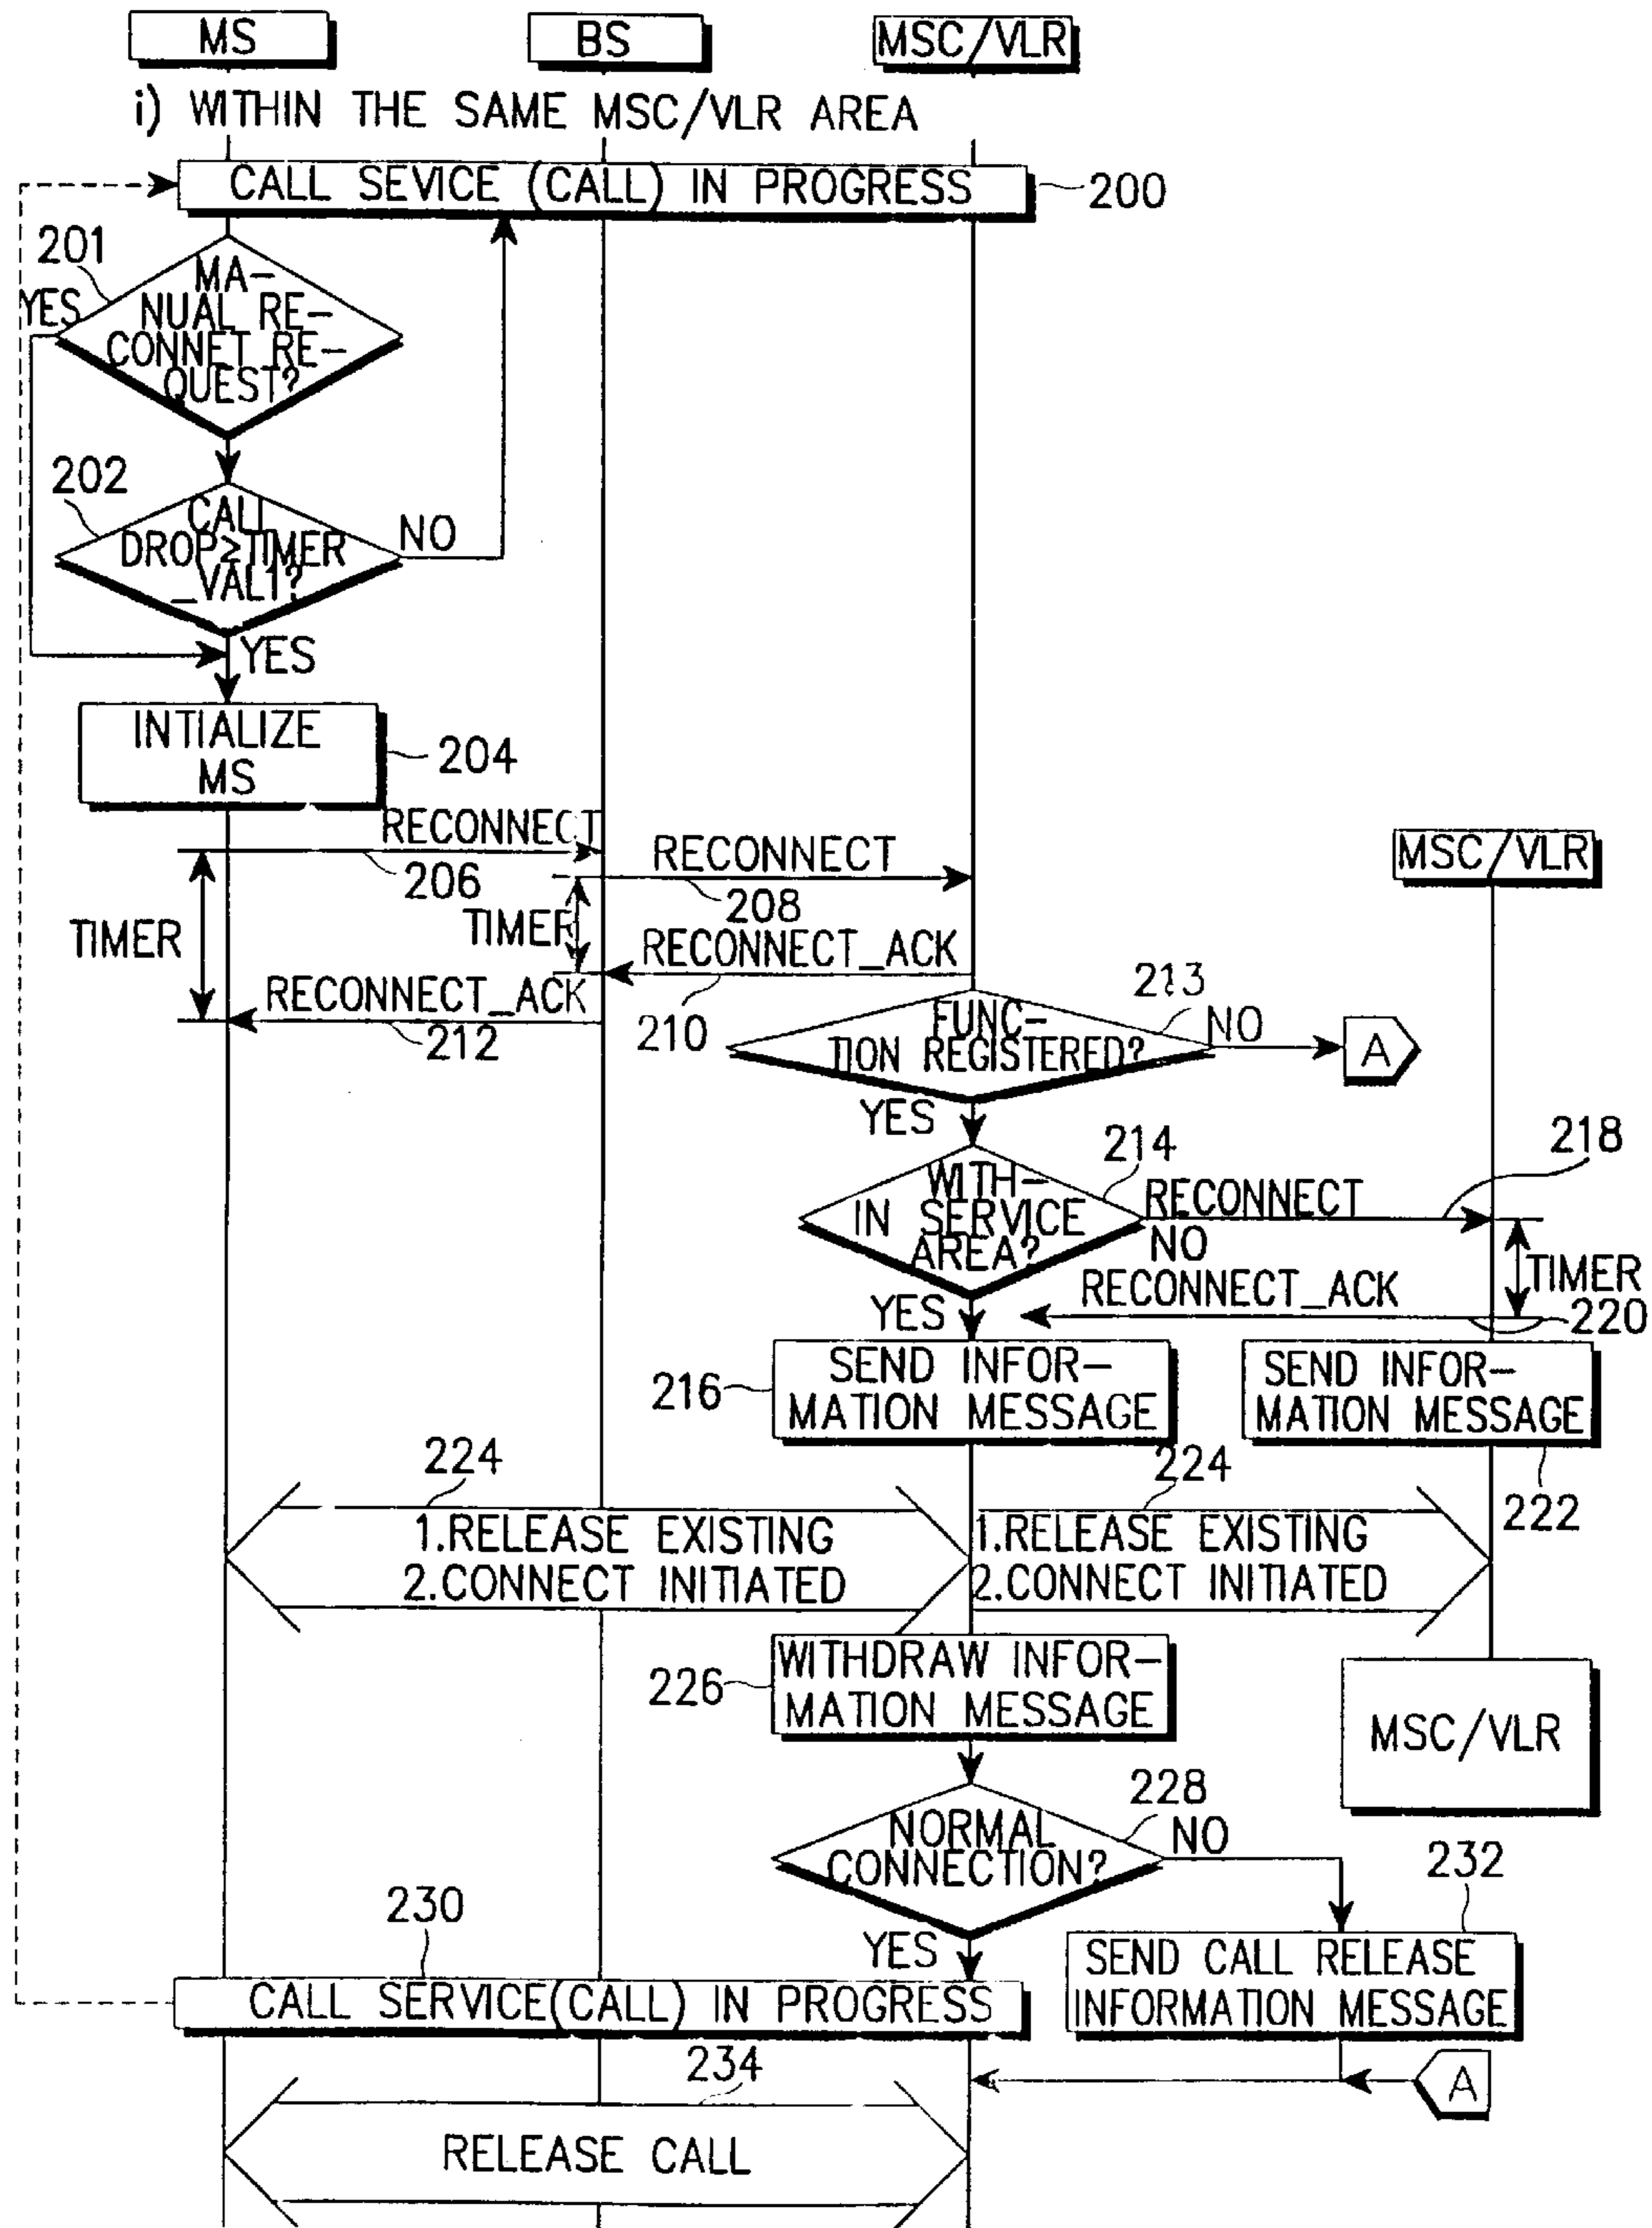 MS
BS
MSC/VLR
i) WITHIN THE SAME MSC/VLR AREA
CALL SEVICE (CALL) IN PROGRESS
200
201
YES
MA-
NUAL RE-
CONNET RE-
QUEST?
202
CALL
DROP≥TIMER
_VAL1?
NO
YES
INTIALIZE
MS
204
RECONNECT
206
RECONNECT
208
MSC/VLR
TIMER
TIMER
RECONNECT_ACK
210
RECONNECT_ACK
212
213
FUNC-
TION REGISTERED?
NO
A
YES
214
WITH-
IN SERVICE
AREA?
RECONNECT
218
NO
RECONNECT_ACK
TIMER
220
YES
216
SEND INFOR-
MATION MESSAGE
SEND INFOR-
MATION MESSAGE
222
224
1.RELEASE EXISTING
2.CONNECT INITIATED
224
1.RELEASE EXISTING
2.CONNECT INITIATED
226
WITHDRAW INFOR-
MATION MESSAGE
MSC/VLR
228
NORMAL
CONNECTION?
NO
232
YES
SEND CALL RELEASE
INFORMATION MESSAGE
230
CALL SERVICE(CALL) IN PROGRESS
A
234
RELEASE CALL